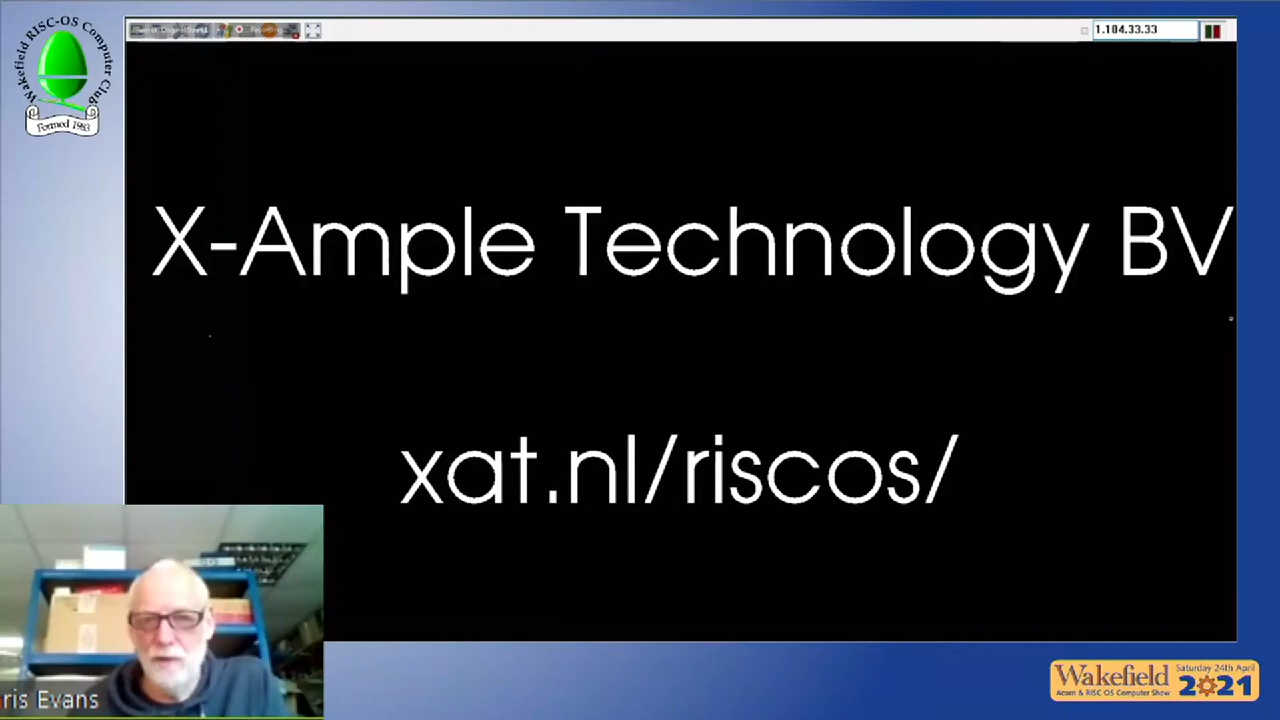 Wakefield RISC-OS Computer Club
Formed 1983
1.104.33.33
X-Ample Technology BV
xat.nl/riscos/
ris Evans
Wakefield
Acorn & RISC OS Computer Show
Saturday 24th April
2021